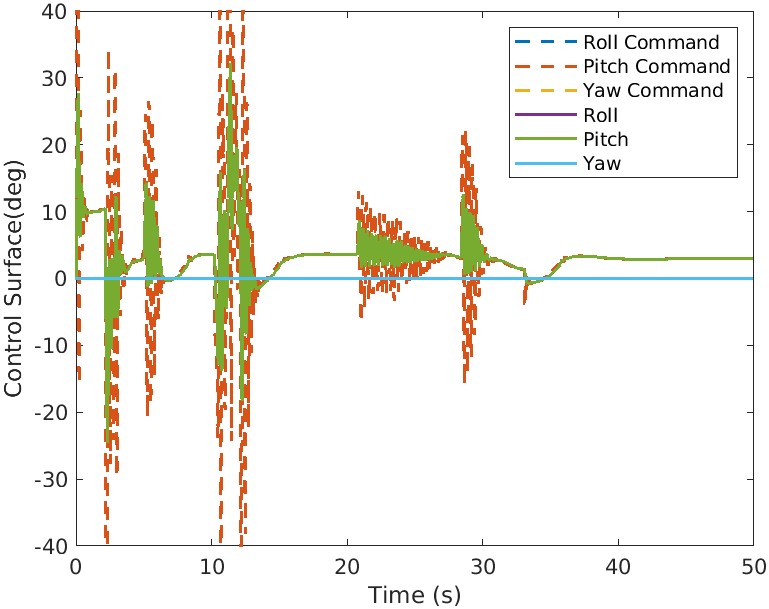 40
30
20
10
0
-10
-20
-30
-40
Control Surface(deg)
Roll Command
Pitch Command
Yaw Command
Roll
Pitch
Yaw
0 10 20 30 40 50
Time (s)